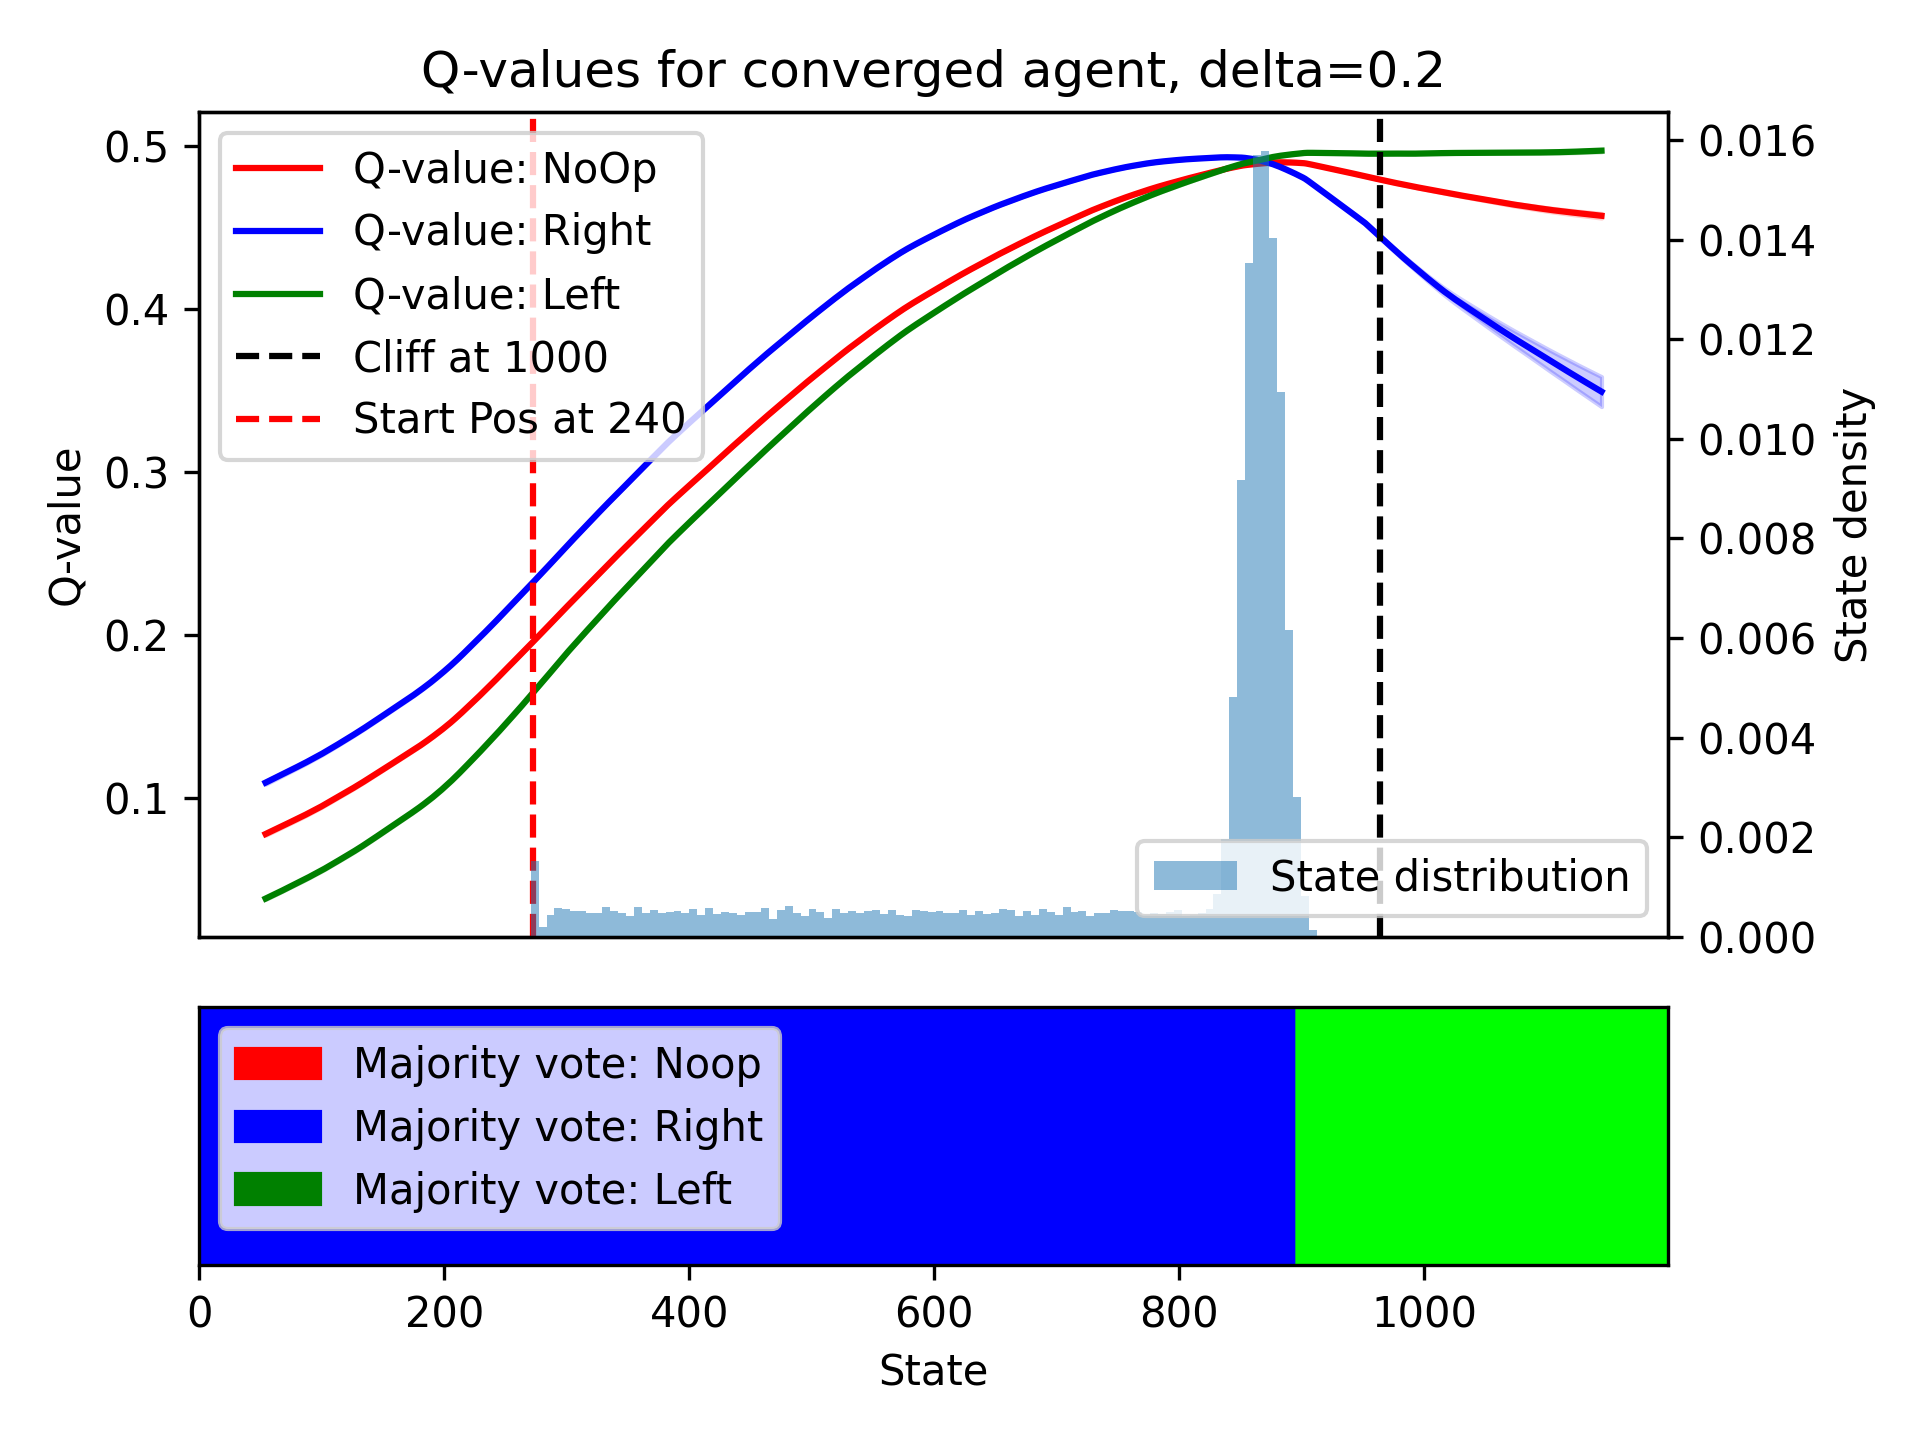 Q-values for converged agent, delta=0.2
Q-value: NoOp
Q-value: Right
Q-value: Left
Cliff at 1000
Start Pos at 240
0.5
0.4
0.3
0.2
0.1
Q-value
0.016
0.014
0.012
0.010
0.008
0.006
0.004
0.002
0.000
State density
State distribution
Majority vote: Noop
Majority vote: Right
Majority vote: Left
0 200 400 600 800 1000
State